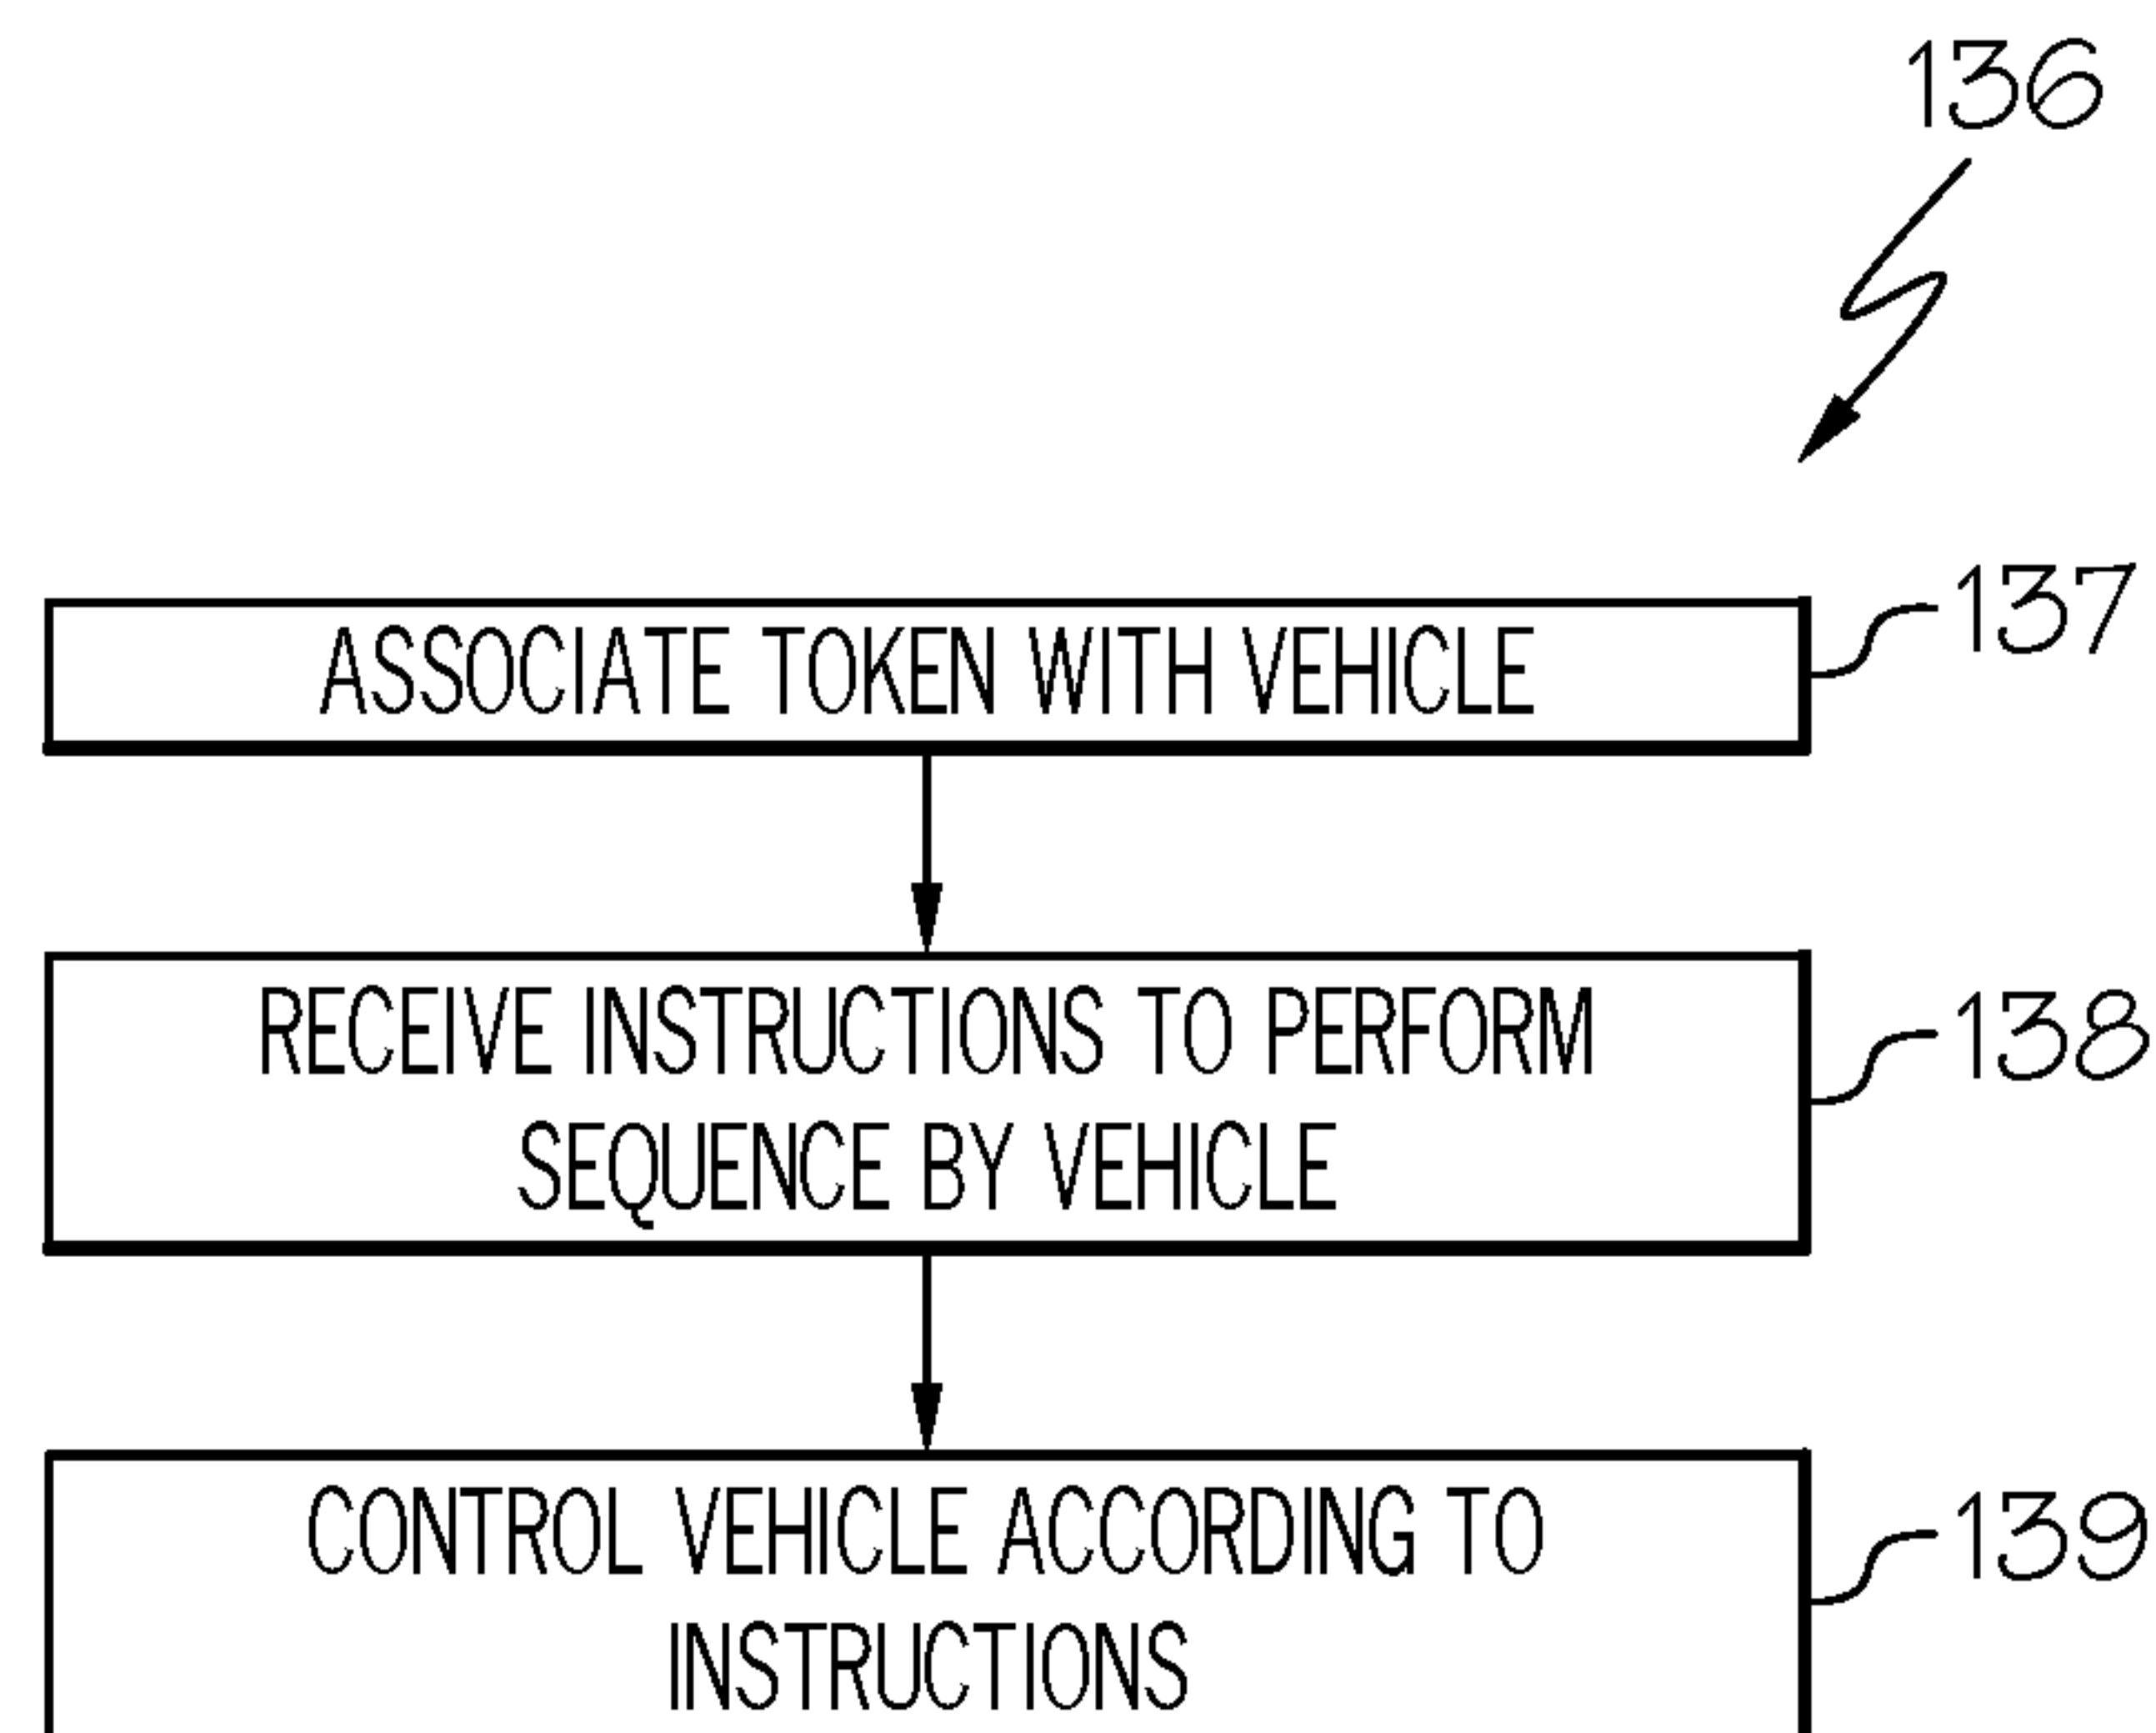 136
ASSOCIATE TOKEN WITH VEHICLE
137
RECEIVE INSTRUCTIONS TO PERFORM
SEQUENCE BY VEHICLE
138
CONTROL VEHICLE ACCORDING TO
INSTRUCTIONS
139